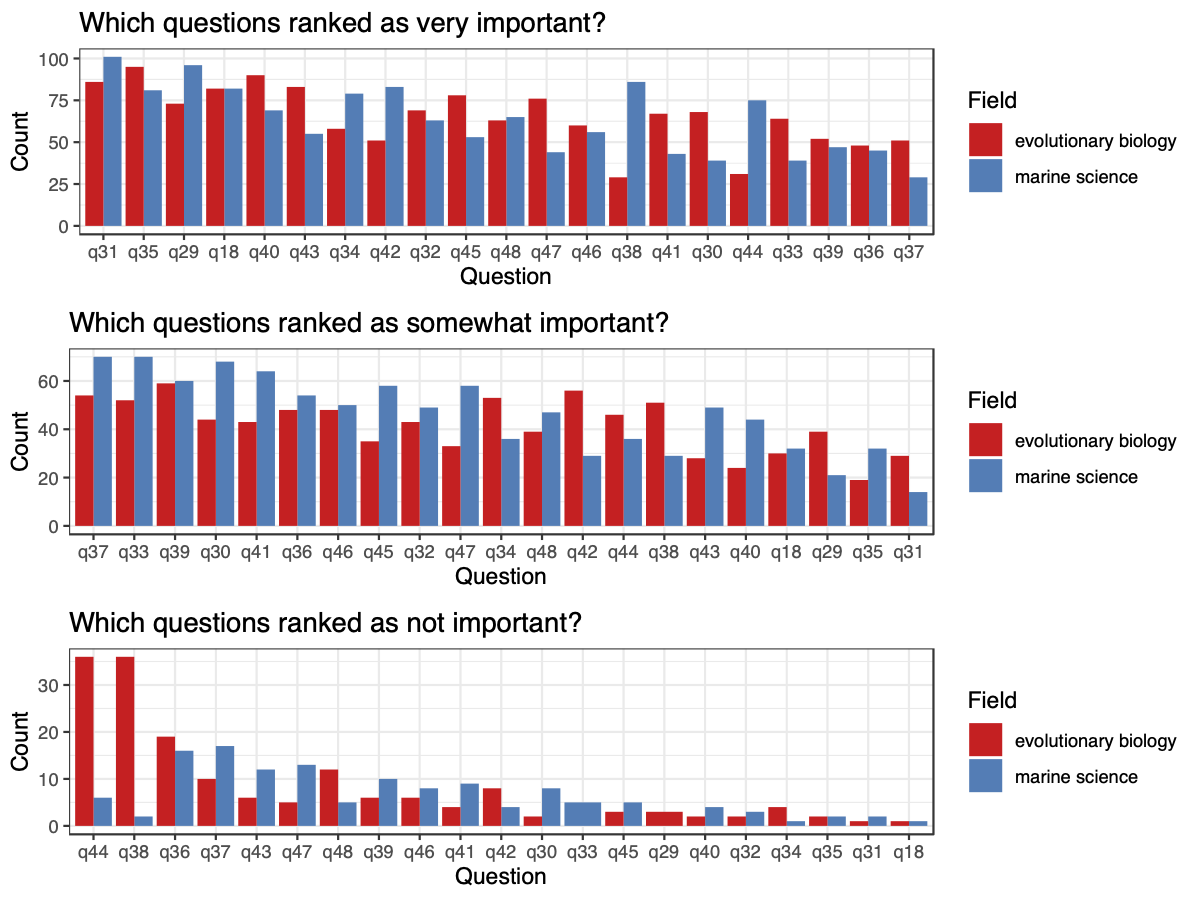 Which questions ranked as very important?
100
75
50
25
0
Count
q31 q35 q29 q18 q40 q43 q34 q42 q32 q45 q48 q47 q46 q38 q41 q30 q44 q33 q39 q36 q37
Question
Field
evolutionary biology
marine science
Which questions ranked as somewhat important?
60
40
20
0
Count
q37 q33 q39 q30 q41 q36 q46 q45 q32 q47 q34 q48 q42 q44 q38 q43 q40 q18 q29 q35 q31
Question
Field
evolutionary biology
marine science
Which questions ranked as not important?
30
20
10
0
Count
q44 q38 q36 q37 q43 q47 q48 q39 q46 q41 q42 q30 q33 q45 q29 q40 q32 q34 q35 q31 q18
Question
Field
evolutionary biology
marine science